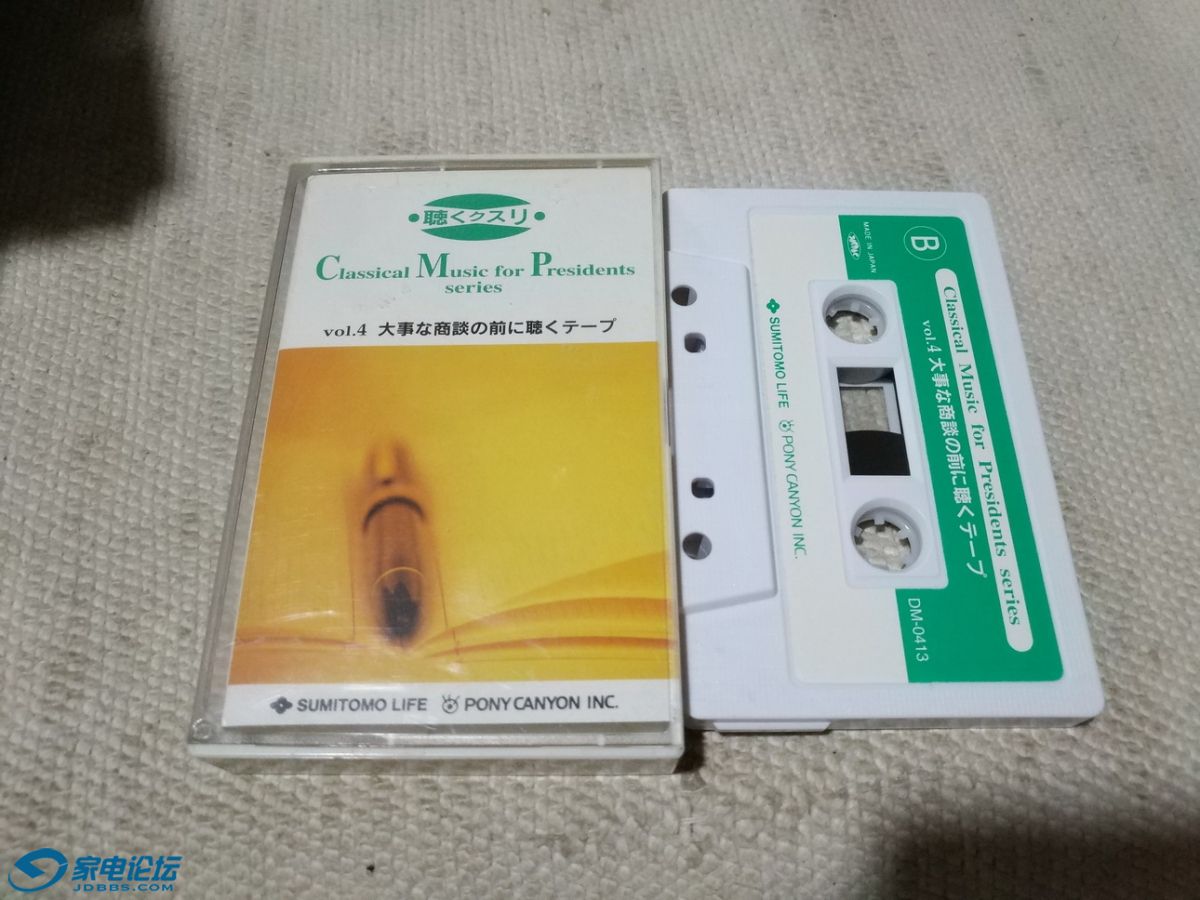 聴くクスリ
Classical Music for Presidents
series
vol.4 大事な商談の前に聴くテープ
SUMITOMO LIFE PONY CANYON INC.
B
MADE IN JAPAN
Classical Music for Presidents series
vol.4 大事な商談の前に聴くテープ
DM-0413
SUMITOMO LIFE PONY CANYON INC.
家电论坛
JDBBS.COM